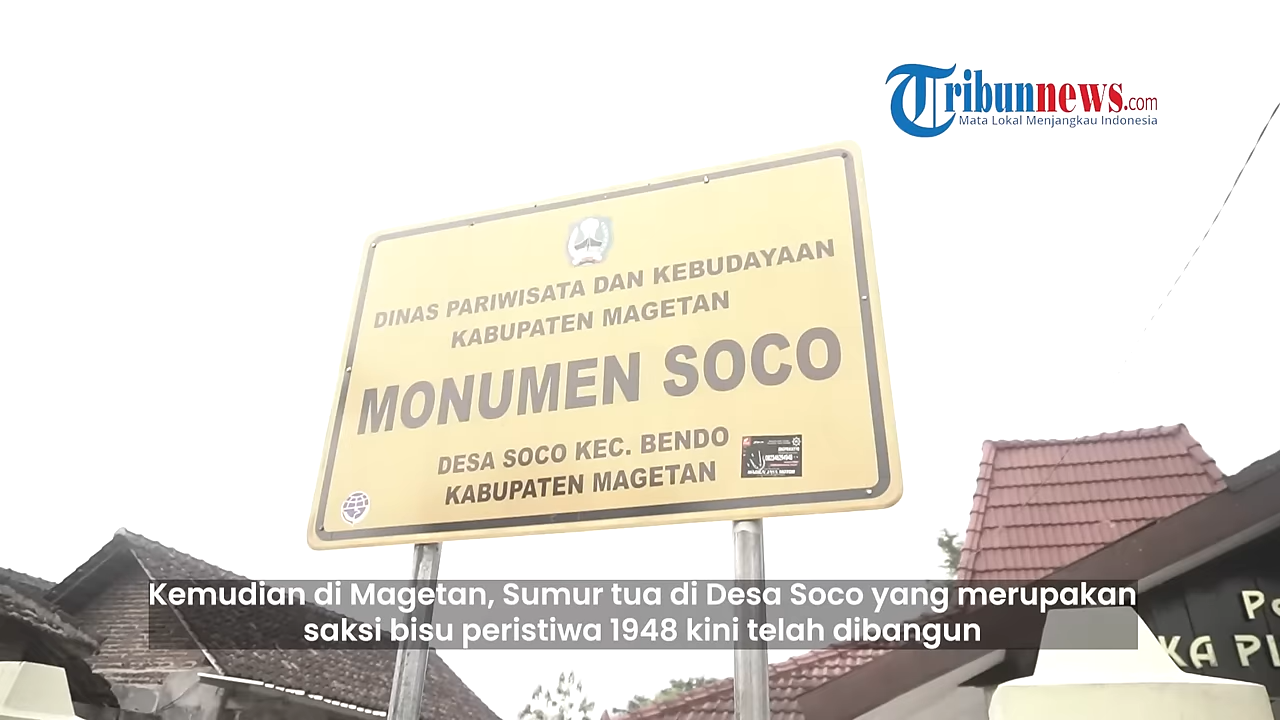 Tribunnews.com
Mata Lokal Menjangkau Indonesia
DINAS PARIWISATA DAN KEBUDAYAAN
KABUPATEN MAGETAN
MONUMEN SOCO
DESA SOCO KEC. BENDO
KABUPATEN MAGETAN
Kemudian di Magetan, Sumur tua di Desa Soco yang merupakan
saksi bisu peristiwa 1948 kini telah dibangun